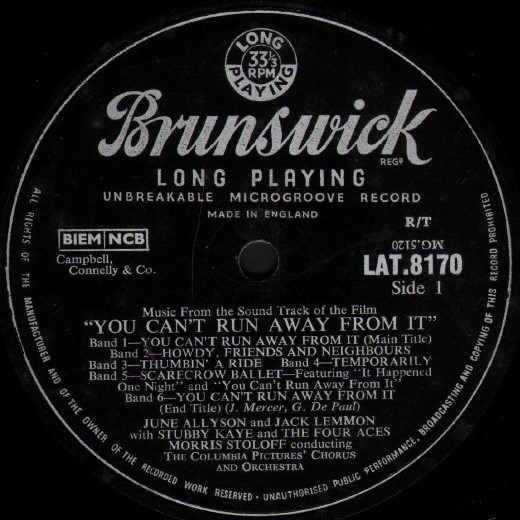 LONG
33⅓
RPM
PLAYING
Brunswick
REGD
LONG PLAYING
UNBREAKABLE MICROGROOVE RECORD
MADE IN ENGLAND
R/T
BIEM NCB
MG.5120
Campbell,
Connelly & Co.
LAT.8170
Side 1
Music From the Sound Track of the Film
"YOU CAN'T RUN AWAY FROM IT"
Band 1—YOU CAN'T RUN AWAY FROM IT (Main Title)
Band 2—HOWDY, FRIENDS AND NEIGHBOURS
Band 3—THUMBIN' A RIDE Band 4—TEMPORARILY
Band 5—SCARECROW BALLET—Featuring "It Happened
One Night" and "You Can't Run Away From It"
Band 6—YOU CAN'T RUN AWAY FROM IT
(End Title) (J. Mercer, G. De Paul)
JUNE ALLYSON and JACK LEMMON
with STUBBY KAYE and THE FOUR ACES
MORRIS STOLOFF conducting
THE COLUMBIA PICTURES' CHORUS
AND ORCHESTRA
ALL RIGHTS OF THE MANUFACTURER AND OF THE OWNER OF THE RECORDED WORK RESERVED · UNAUTHORISED PUBLIC PERFORMANCE, BROADCASTING AND COPYING OF THIS RECORD PROHIBITED